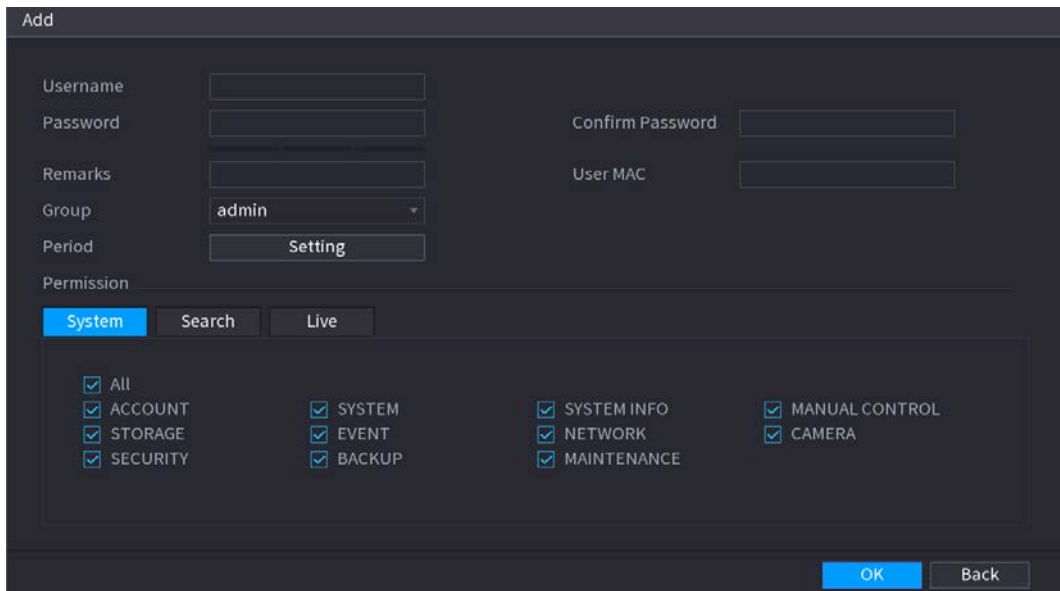 Add
Username
Password Confirm Password
Remarks User MAC
Group admin
Period Setting
Permission
System Search Live
All
ACCOUNT SYSTEM SYSTEM INFO MANUAL CONTROL
STORAGE EVENT NETWORK CAMERA
SECURITY BACKUP MAINTENANCE
OK Back